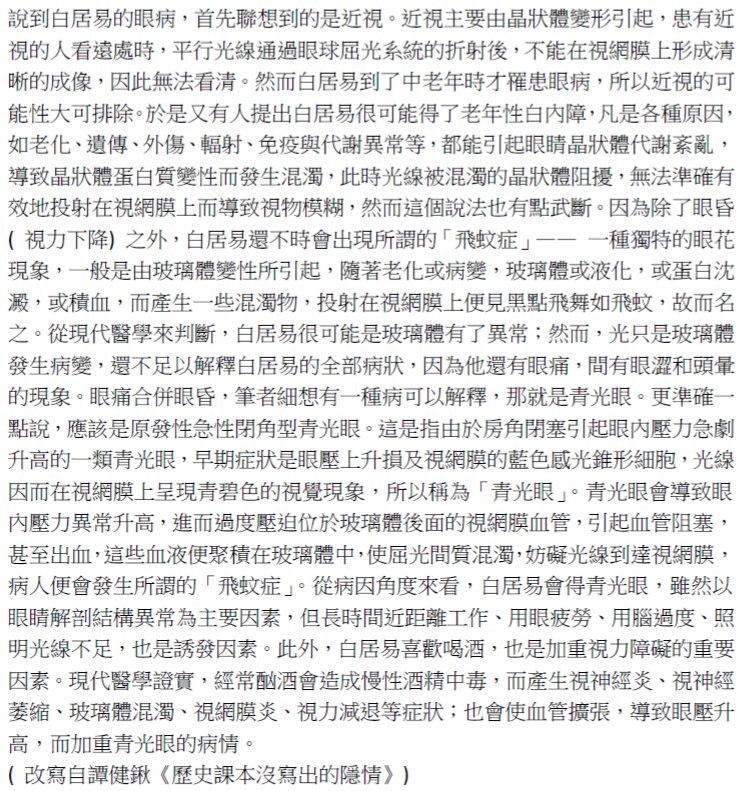 說到白居易的眼病，首先聯想到的是近視。近視主要由晶狀體變形引起，患有近
視的人看遠處時，平行光線通過眼球屈光系統的折射後，不能在視網膜上形成清
晰的成像，因此無法看清。然而白居易到了中老年時才罹患眼病，所以近視的可
能性大可排除。於是又有人提出白居易很可能得了老年性白內障，凡是各種原因，
如老化、遺傳、外傷、輻射、免疫與代謝異常等，都能引起眼睛晶狀體代謝紊亂，
導致晶狀體蛋白質變性而發生混濁，此時光線被混濁的晶狀體阻擾，無法準確有
效地投射在視網膜上而導致視物模糊，然而這個說法也有點武斷。因為除了眼昏
( 視力下降) 之外，白居易還不時會出現所謂的「飛蚊症」—— 一種獨特的眼花
現象，一般是由玻璃體變性所引起，隨著老化或病變，玻璃體或液化，或蛋白沈
澱，或積血，而產生一些混濁物，投射在視網膜上便見黑點飛舞如飛蚊，故而名
之。從現代醫學來判斷，白居易很可能是玻璃體有了異常；然而，光只是玻璃體
發生病變，還不足以解釋白居易的全部病狀，因為他還有眼痛，間有眼澀和頭暈
的現象。眼痛合併眼昏，筆者細想有一種病可以解釋，那就是青光眼。更準確一
點說，應該是原發性急性閉角型青光眼。這是指由於房角閉塞引起眼內壓力急劇
升高的一類青光眼，早期症狀是眼壓上升損及視網膜的藍色感光錐形細胞，光線
因而在視網膜上呈現青碧色的視覺現象，所以稱為「青光眼」。青光眼會導致眼
內壓力異常升高，進而過度壓迫位於玻璃體後面的視網膜血管，引起血管阻塞，
甚至出血，這些血液便聚積在玻璃體中，使屈光間質混濁，妨礙光線到達視網膜，
病人便會發生所謂的「飛蚊症」。從病因角度來看，白居易會得青光眼，雖然以
眼睛解剖結構異常為主要因素，但長時間近距離工作、用眼疲勞、用腦過度、照
明光線不足，也是誘發因素。此外，白居易喜歡喝酒，也是加重視力障礙的重要
因素。現代醫學證實，經常酗酒會造成慢性酒精中毒，而產生視神經炎、視神經
萎縮、玻璃體混濁、視網膜炎、視力減退等症狀；也會使血管擴張，導致眼壓升
高，而加重青光眼的病情。
( 改寫自譚健鍬《歷史課本沒寫出的隱情》)